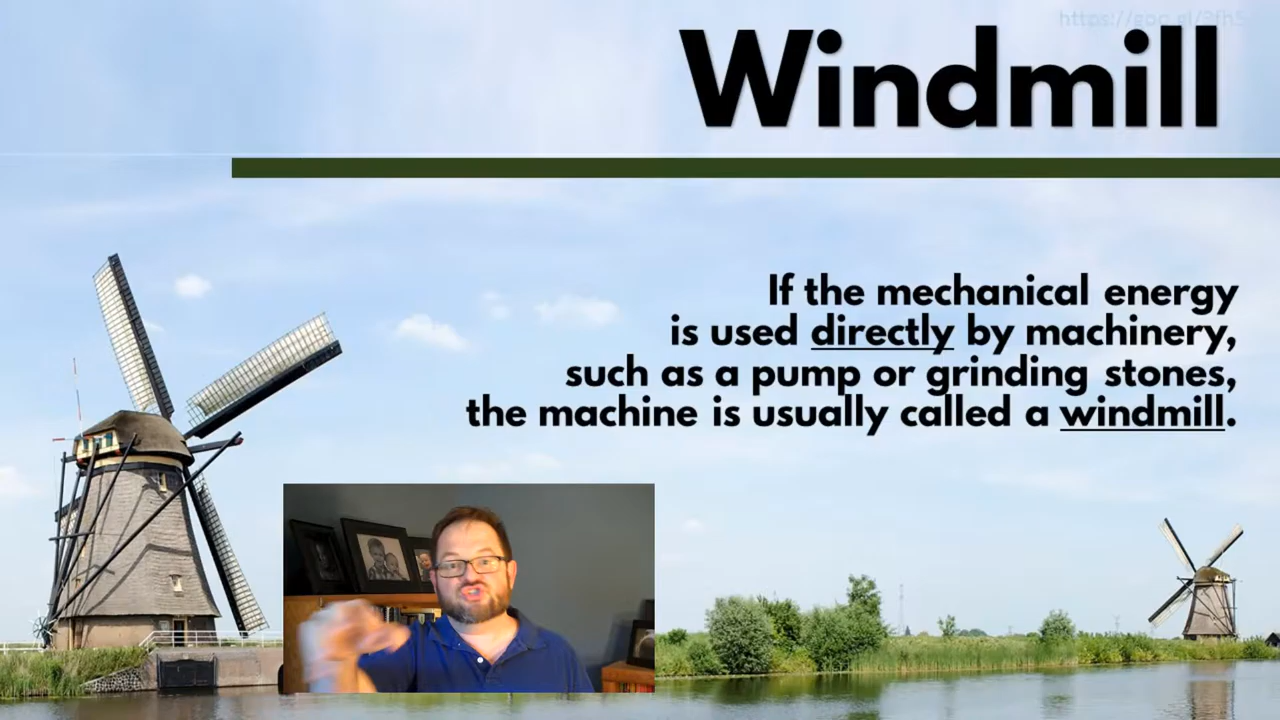 Windmill
If the mechanical energy
is used directly by machinery,
such as a pump or grinding stones,
the machine is usually called a windmill.